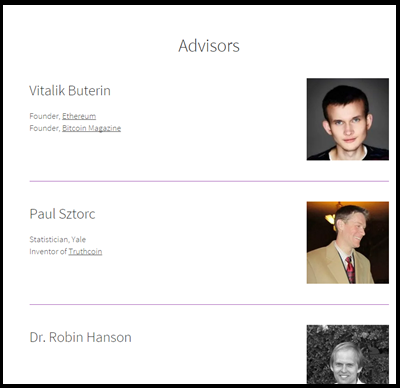 Advisors
Vitalik Buterin
Founder, Ethereum
Founder, Bitcoin Magazine
Paul Sztorc
Statistician, Yale
Inventor of Truthcoin
Dr. Robin Hanson